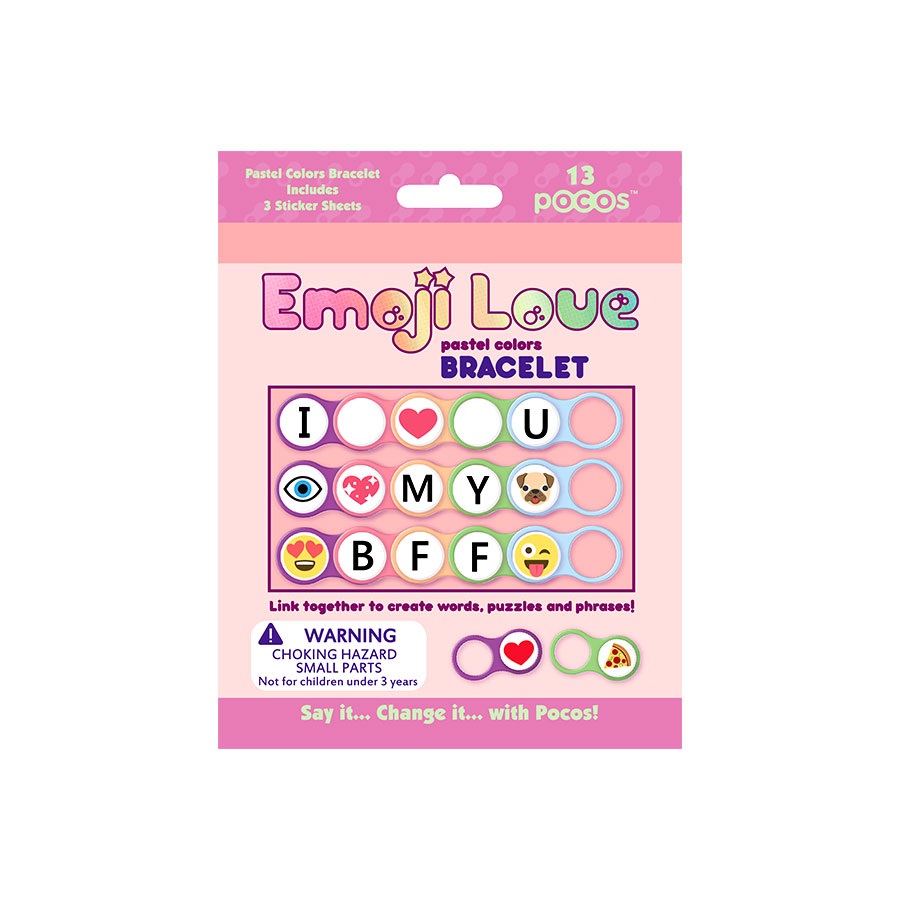 Pastel Colors Bracelet
Includes
3 Sticker Sheets
13
pocos™
Emoji Love
pastel colors
BRACELET
I U
M Y
B F F
Link together to create words, puzzles and phrases!
WARNING
CHOKING HAZARD
SMALL PARTS
Not for children under 3 years
Say it... Change it... with Pocos!